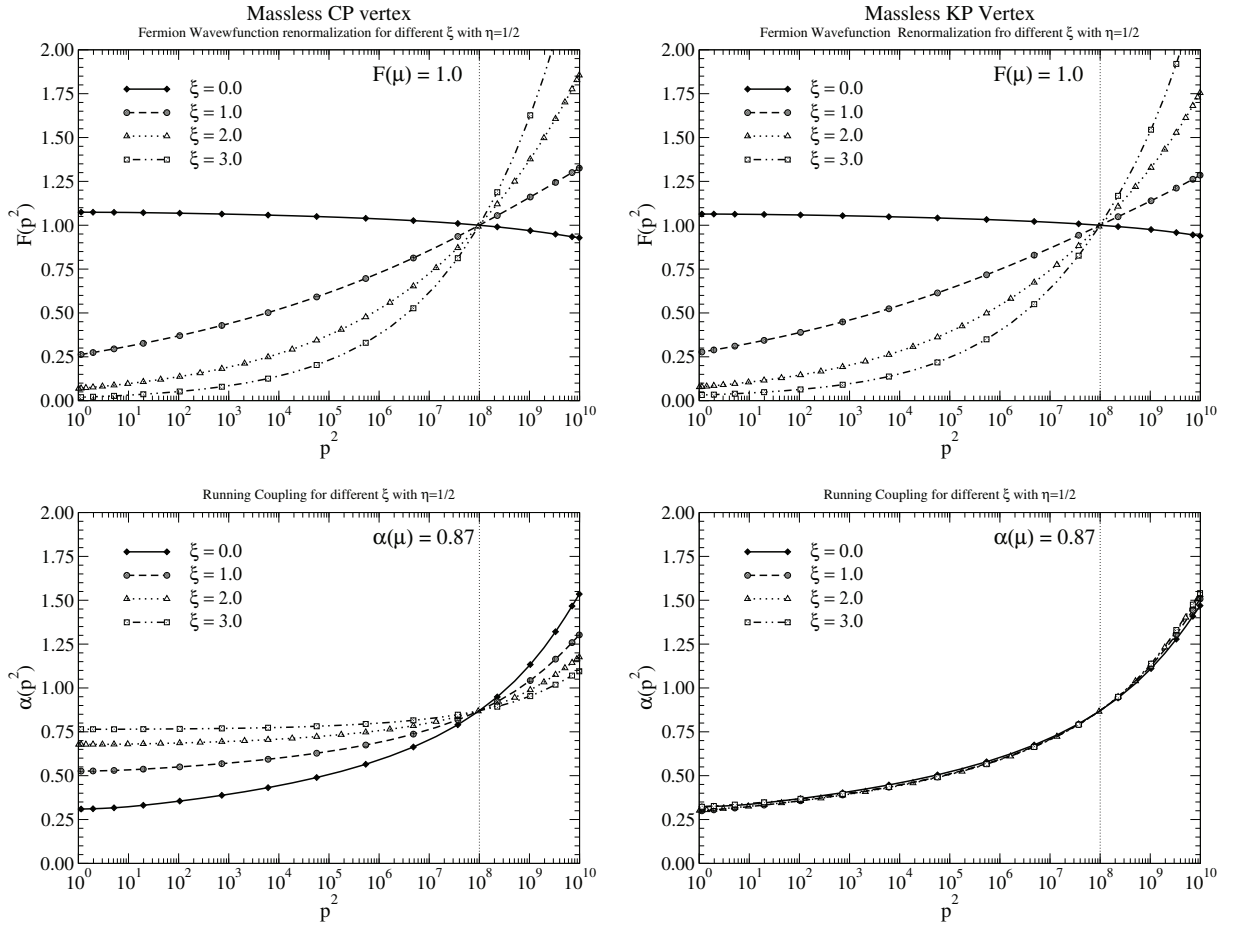 Massless CP vertex
Fermion Wavewfunction renormalization for different ξ with η=1/2
F(μ) = 1.0
ξ = 0.0
ξ = 1.0
ξ = 2.0
ξ = 3.0
F(p²)
2.00
1.75
1.50
1.25
1.00
0.75
0.50
0.25
0.00
10⁰ 10¹ 10² 10³ 10⁴ 10⁵ 10⁶ 10⁷ 10⁸ 10⁹ 10¹⁰
p²
Massless KP Vertex
Fermion Wavefunction Renormalization fro different ξ with η=1/2
F(μ) = 1.0
ξ = 0.0
ξ = 1.0
ξ = 2.0
ξ = 3.0
F(p²)
2.00
1.75
1.50
1.25
1.00
0.75
0.50
0.25
0.00
10⁰ 10¹ 10² 10³ 10⁴ 10⁵ 10⁶ 10⁷ 10⁸ 10⁹ 10¹⁰
p²
Running Coupling for different ξ with η=1/2
α(μ) = 0.87
ξ = 0.0
ξ = 1.0
ξ = 2.0
ξ = 3.0
α(p²)
2.00
1.75
1.50
1.25
1.00
0.75
0.50
0.25
0.00
10⁰ 10¹ 10² 10³ 10⁴ 10⁵ 10⁶ 10⁷ 10⁸ 10⁹ 10¹⁰
p²
Running Coupling for different ξ with η=1/2
α(μ) = 0.87
ξ = 0.0
ξ = 1.0
ξ = 2.0
ξ = 3.0
α(p²)
2.00
1.75
1.50
1.25
1.00
0.75
0.50
0.25
0.00
10⁰ 10¹ 10² 10³ 10⁴ 10⁵ 10⁶ 10⁷ 10⁸ 10⁹ 10¹⁰
p²